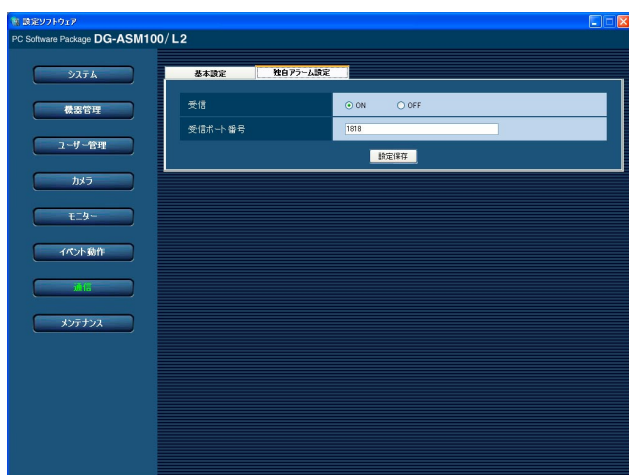 設定ソフトウェア
PC Software Package DG-ASM100/L2
システム
機器管理
ユーザー管理
カメラ
モニター
イベント動作
通信
メンテナンス
基本設定 独自アラーム設定
受信 ON OFF
受信ポート番号 1818
設定保存